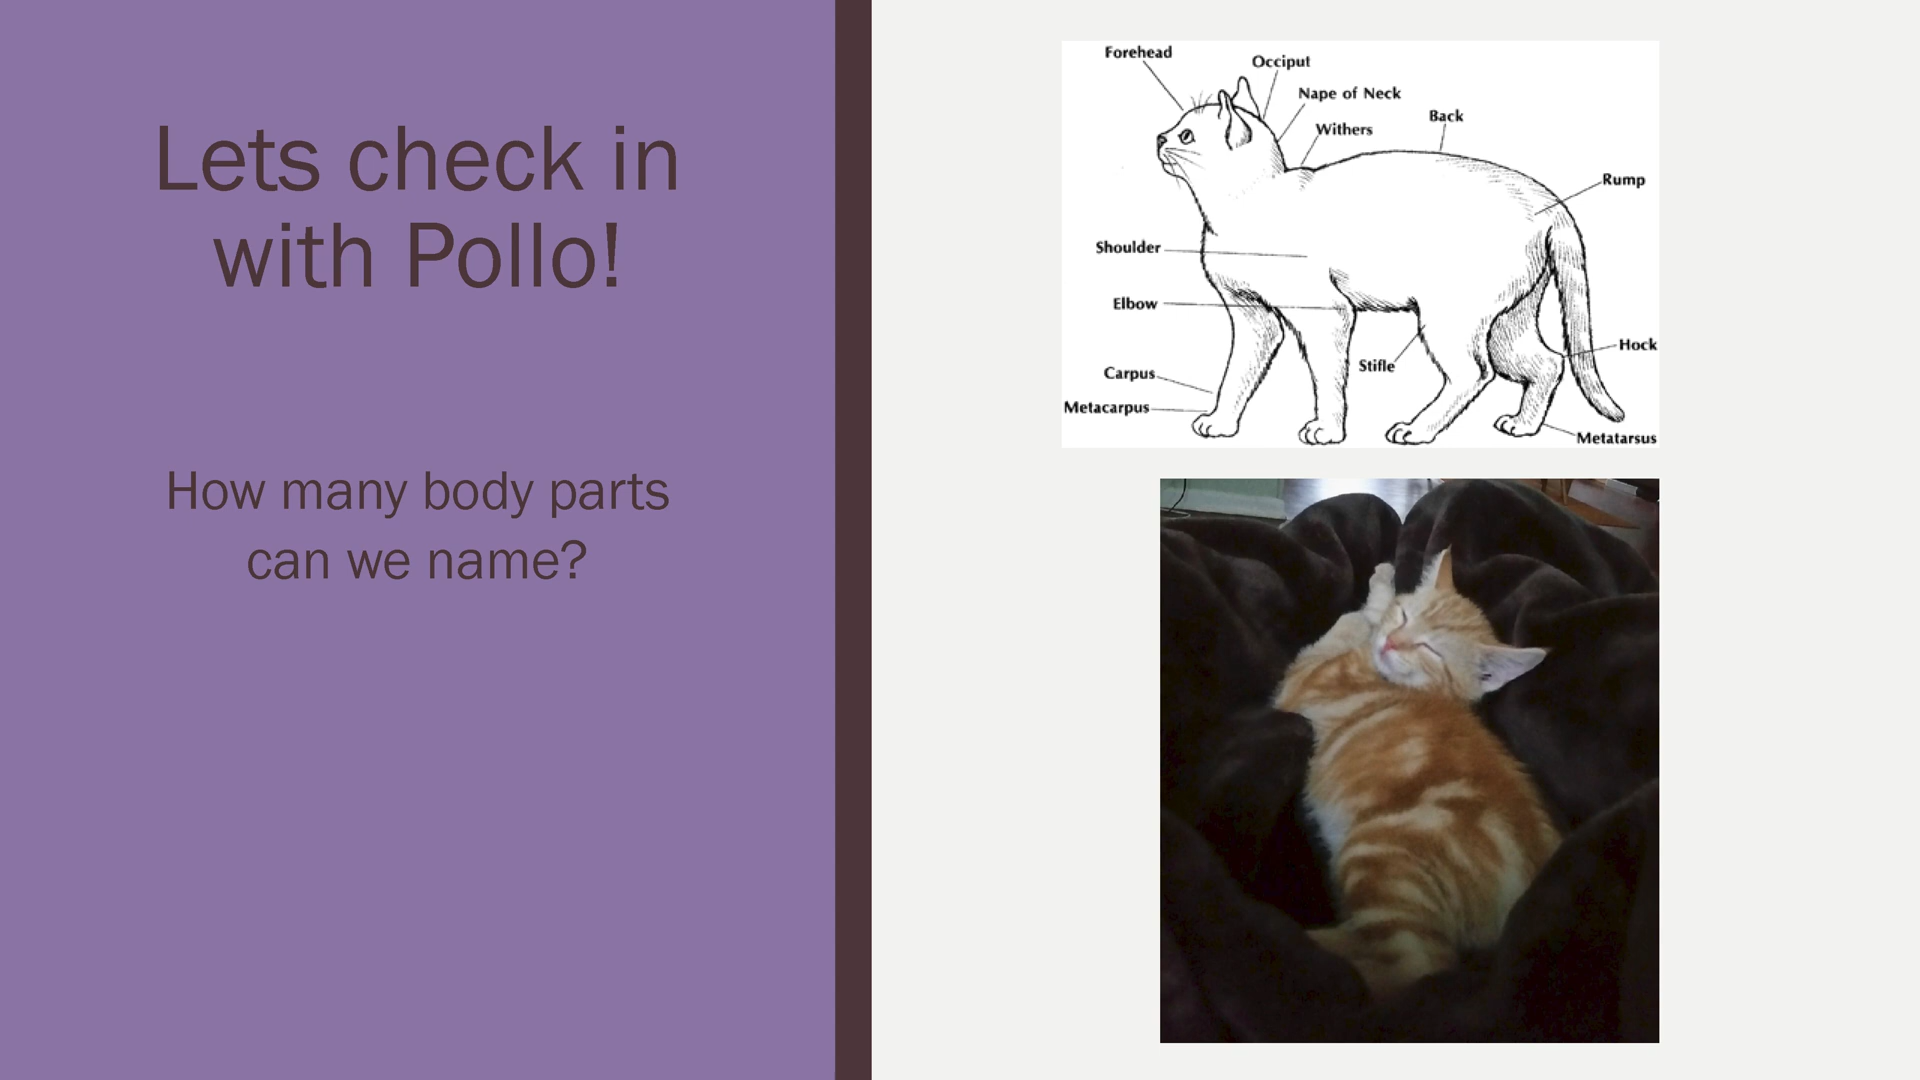 Lets check in
with Pollo!
How many body parts
can we name?
Forehead
Occiput
Nape of Neck
Withers
Back
Rump
Shoulder
Elbow
Stifle
Hock
Carpus
Metacarpus
Metatarsus